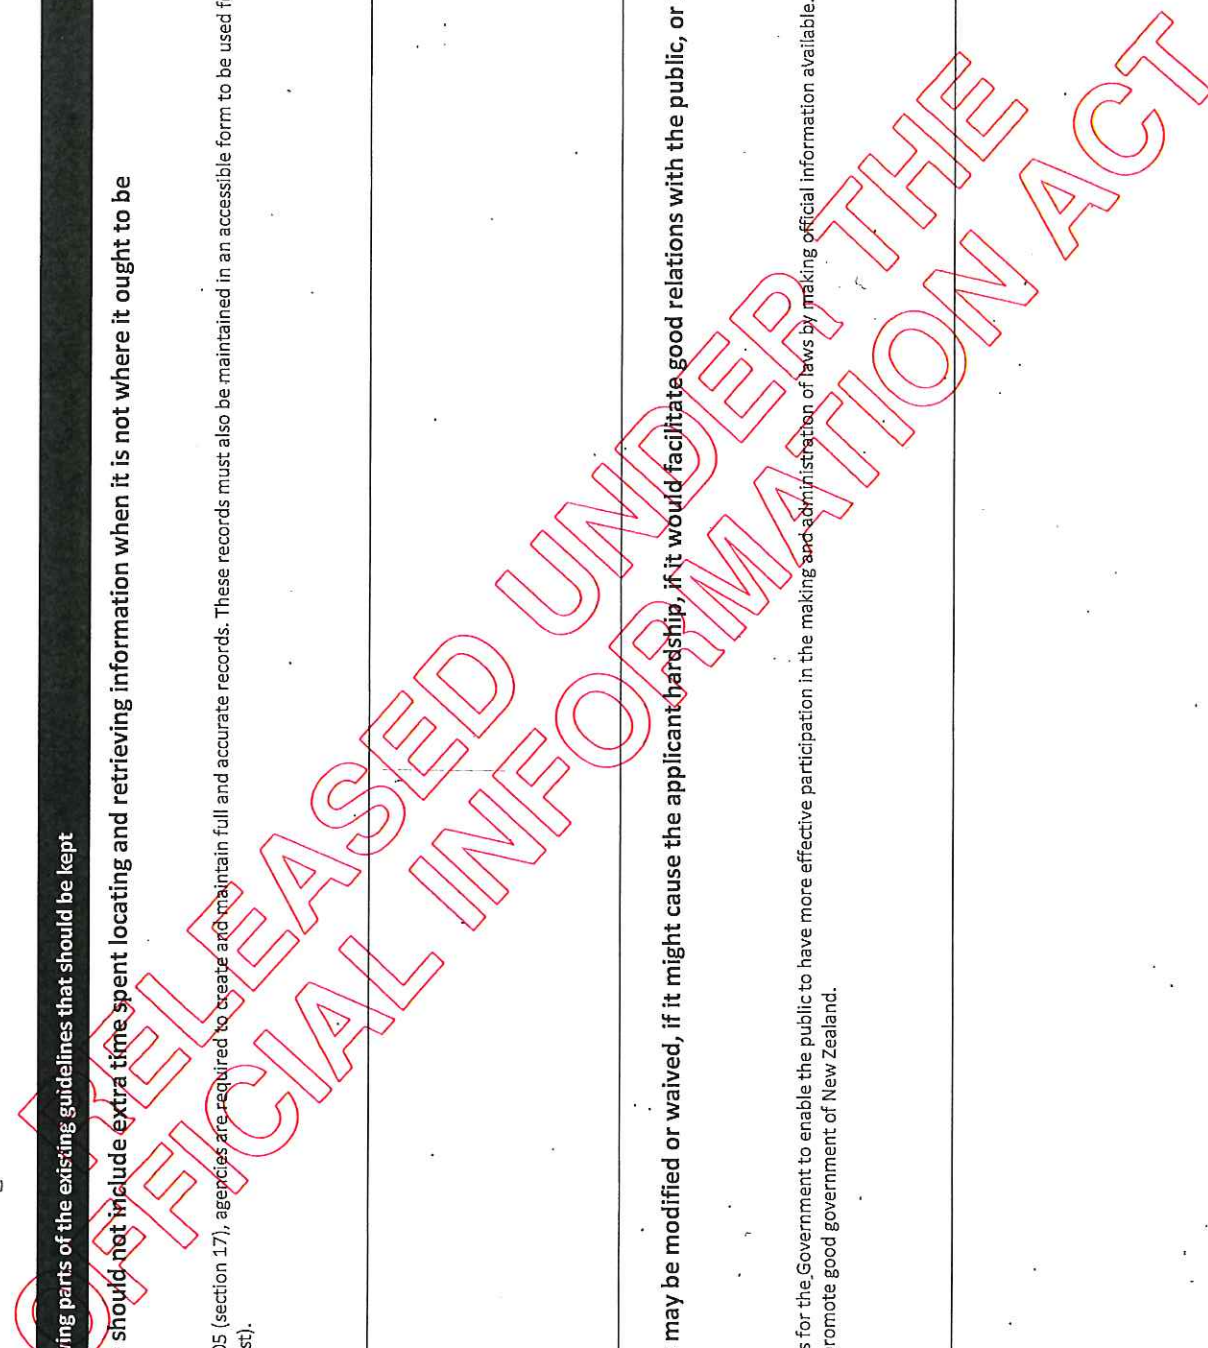 ing parts of the existing guidelines that should be kept
should not include extra time spent locating and retrieving information when it is not where it ought to be
05 (section 17), agencies are required to create and maintain full and accurate records. These records must also be maintained in an accessible form to be used f
st).
may be modified or waived, if it might cause the applicant hardship, if it would facilitate good relations with the public, or
s for the Government to enable the public to have more effective participation in the making and administration of laws by making official information available.
romote good government of New Zealand.
RELEASED UNDER THE
OFFICIAL INFORMATION ACT